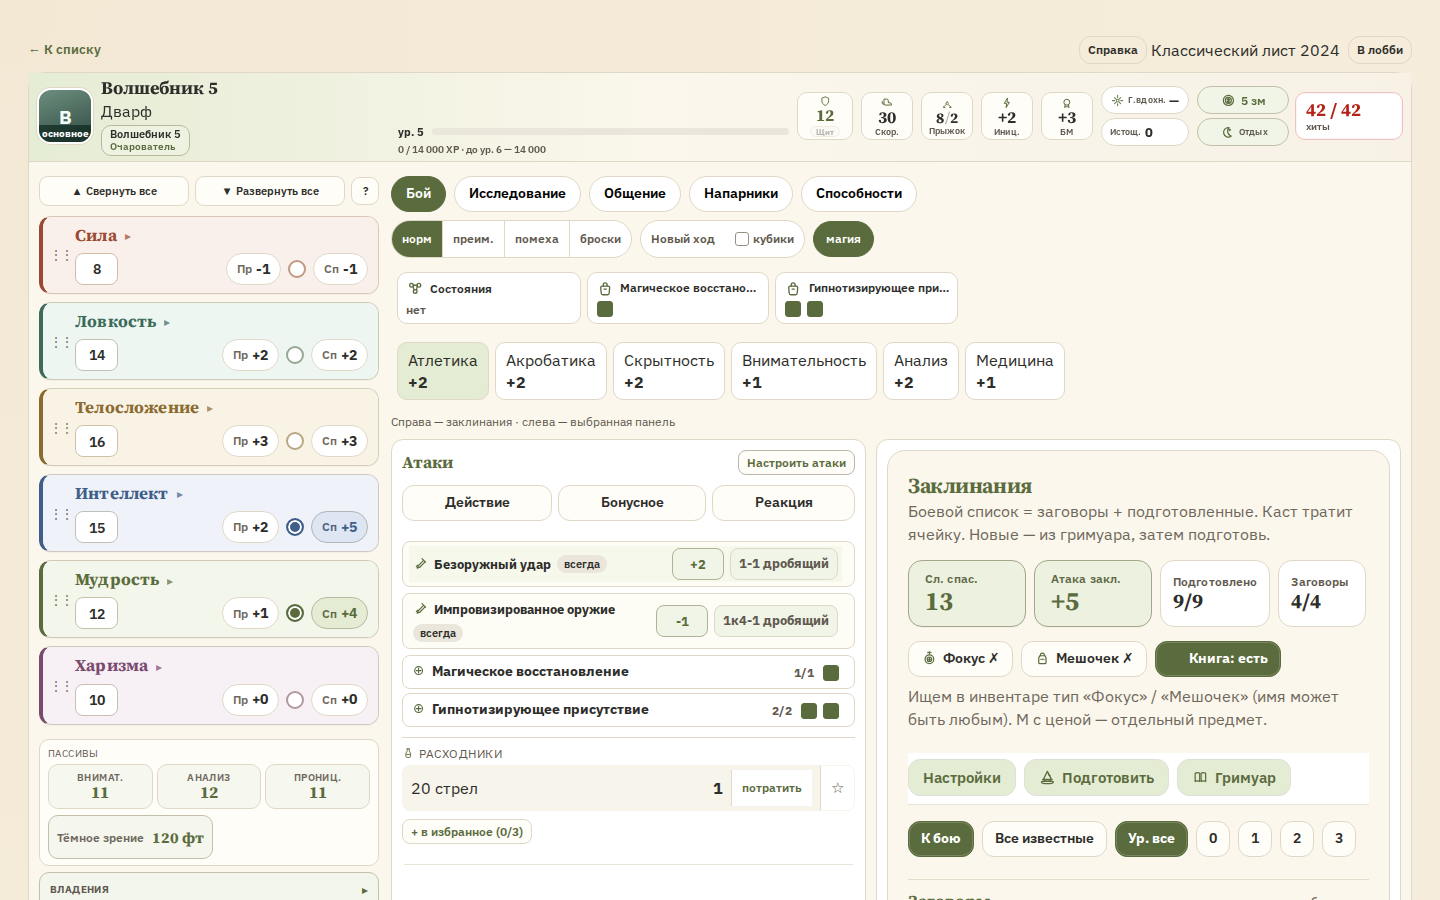 ← К списку
Справка
Классический лист 2024
В лобби
В
основное
Волшебник 5
Дварф
Волшебник 5
Очарователь
ур. 5
0 / 14 000 XP · до ур. 6 — 14 000
12
Щит
30
Скор.
8/2
Прыжок
+2
Иниц.
+3
БМ
Г.вдохн. —
Истощ. 0
5 зм
Отдых
42 / 42
хиты
▲ Свернуть все
▼ Развернуть все
?
Сила ▸
8
Пр -1
Сп -1
Ловкость ▸
14
Пр +2
Сп +2
Телосложение ▸
16
Пр +3
Сп +3
Интеллект ▸
15
Пр +2
Сп +5
Мудрость ▸
12
Пр +1
Сп +4
Харизма ▸
10
Пр +0
Сп +0
ПАССИВЫ
ВНИМАТ.
11
АНАЛИЗ
12
ПРОНИЦ.
11
Тёмное зрение 120 фт
ВЛАДЕНИЯ ▸
Бой
Исследование
Общение
Напарники
Способности
норм
преим.
помеха
броски
Новый ход
кубики
магия
Состояния
нет
Магическое восстано...
Гипнотизирующее при...
Атлетика
+2
Акробатика
+2
Скрытность
+2
Внимательность
+1
Анализ
+2
Медицина
+1
Справа — заклинания · слева — выбранная панель
Атаки
Настроить атаки
Действие
Бонусное
Реакция
Безоружный удар всегда
+2
1-1 дробящий
Импровизированное оружие
всегда
-1
1к4-1 дробящий
Магическое восстановление
1/1
Гипнотизирующее присутствие
2/2
РАСХОДНИКИ
20 стрел
1
потратить
☆
+ в избранное (0/3)
Заклинания
Боевой список = заговоры + подготовленные. Каст тратит
ячейку. Новые — из гримуара, затем подготовь.
Сл. спас.
13
Атака закл.
+5
Подготовлено
9/9
Заговоры
4/4
Фокус ✗
Мешочек ✗
Книга: есть
Ищем в инвентаре тип «Фокус» / «Мешочек» (имя может
быть любым). М с ценой — отдельный предмет.
Настройки
Подготовить
Гримуар
К бою
Все известные
Ур. все
0
1
2
3